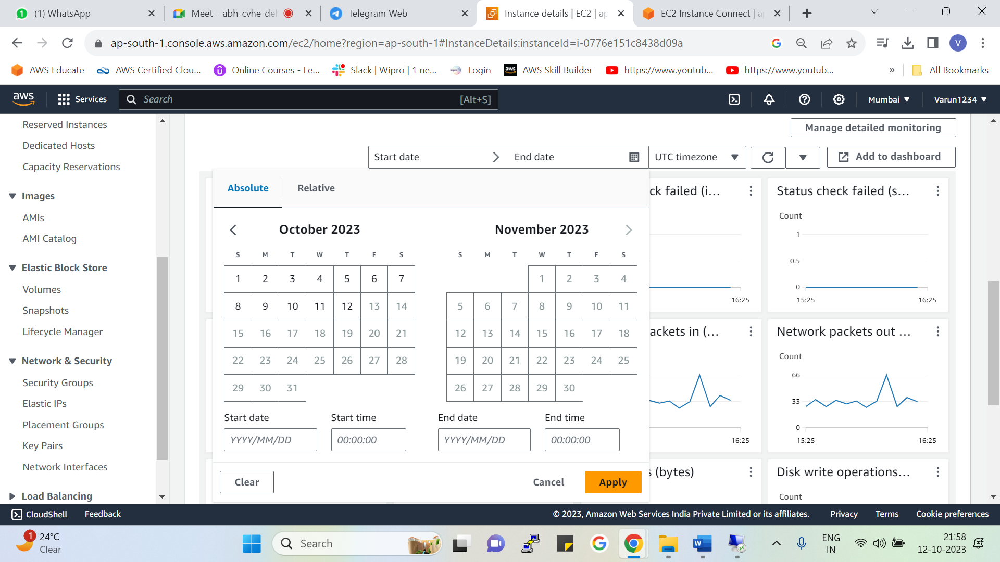 (1) WhatsApp
Meet – abh-cvhe-del
Telegram Web
Instance details | EC2 | ap
EC2 Instance Connect | a
ap-south-1.console.aws.amazon.com/ec2/home?region=ap-south-1#InstanceDetails:instanceId=i-0776e151c8438d09a
V
AWS Educate
AWS Certified Clou...
Online Courses - Le...
Slack | Wipro | 1 ne...
Login
AWS Skill Builder
https://www.youtub...
https://www.youtub...
»
All Bookmarks
aws
Services
Search
[Alt+S]
Mumbai
Varun1234
Reserved Instances
Dedicated Hosts
Capacity Reservations
Images
AMIs
AMI Catalog
Elastic Block Store
Volumes
Snapshots
Lifecycle Manager
Network & Security
Security Groups
Elastic IPs
Placement Groups
Key Pairs
Network Interfaces
Load Balancing
Manage detailed monitoring
Start date
End date
UTC timezone
Add to dashboard
Absolute
Relative
October 2023
S M T W T F S
1 2 3 4 5 6 7
8 9 10 11 12 13 14
15 16 17 18 19 20 21
22 23 24 25 26 27 28
29 30 31
November 2023
S M T W T F S
1 2 3 4
5 6 7 8 9 10 11
12 13 14 15 16 17 18
19 20 21 22 23 24 25
26 27 28 29 30
Start date
Start time
End date
End time
YYYY/MM/DD
00:00:00
YYYY/MM/DD
00:00:00
Clear
Cancel
Apply
ck failed (i...
16:25
Status check failed (s...
Count
1
0.5
0
15:25
16:25
ackets in (...
16:25
Network packets out ...
Count
66
33
0
15:25
16:25
s (bytes)
Disk write operations...
Count
CloudShell
Feedback
© 2023, Amazon Web Services India Private Limited or its affiliates.
Privacy
Terms
Cookie preferences
1
24°C
Clear
Search
ENG
IN
21:58
12-10-2023